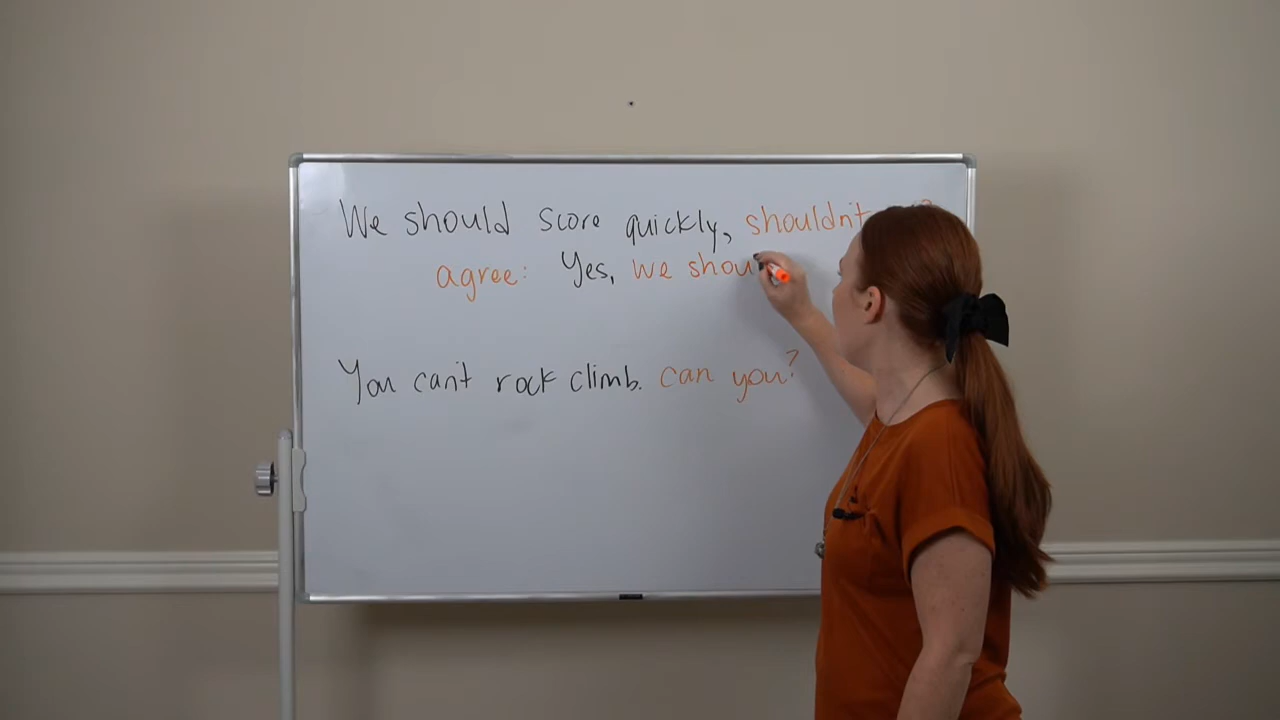 We should score quickly, shouldn't ?
agree: Yes, we shou
You can't rock climb. can you?